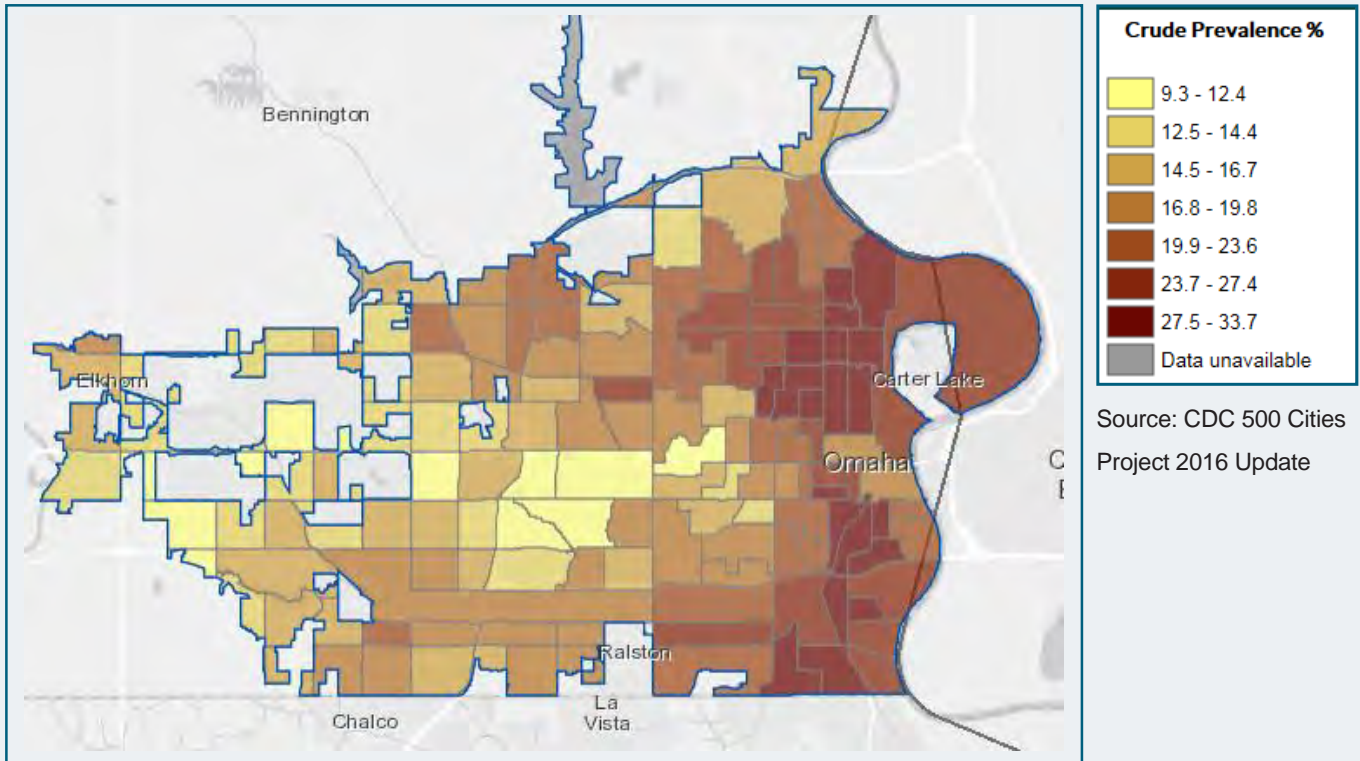 Crude Prevalence %
9.3 - 12.4
12.5 - 14.4
14.5 - 16.7
16.8 - 19.8
19.9 - 23.6
23.7 - 27.4
27.5 - 33.7
Data unavailable
Source: CDC 500 Cities
Project 2016 Update
Bennington
Elkhorn
Carter Lake
Omaha
Ralston
La
Vista
Chalco